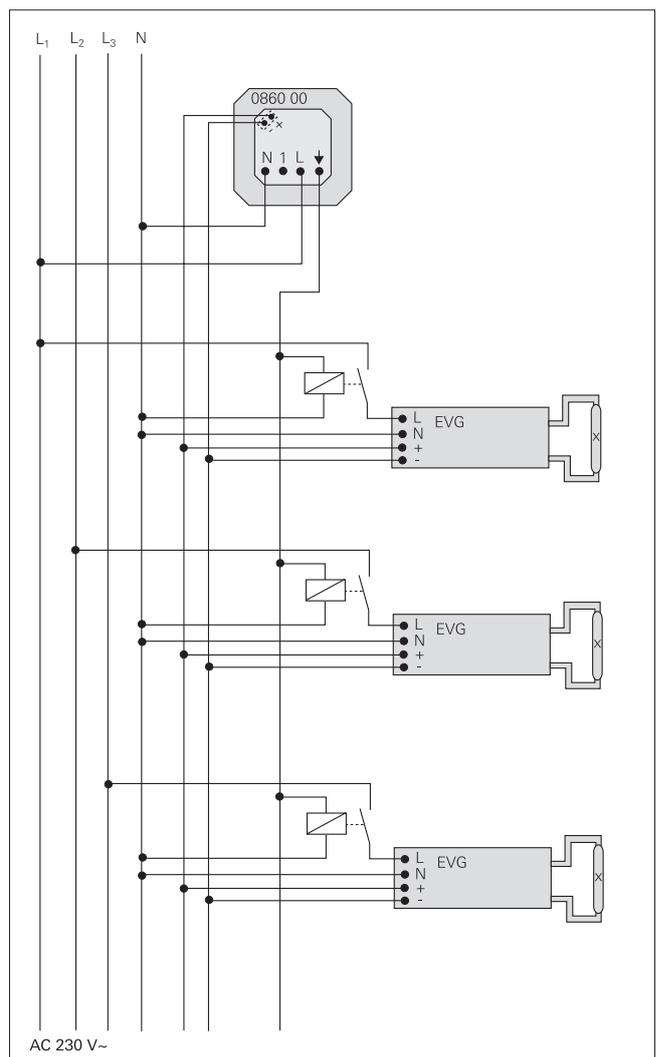 L1 L2 L3 N
0860 00
x
N 1 L
L EVG
N
+
-
x
L EVG
N
+
-
x
L EVG
N
+
-
x
AC 230 V~